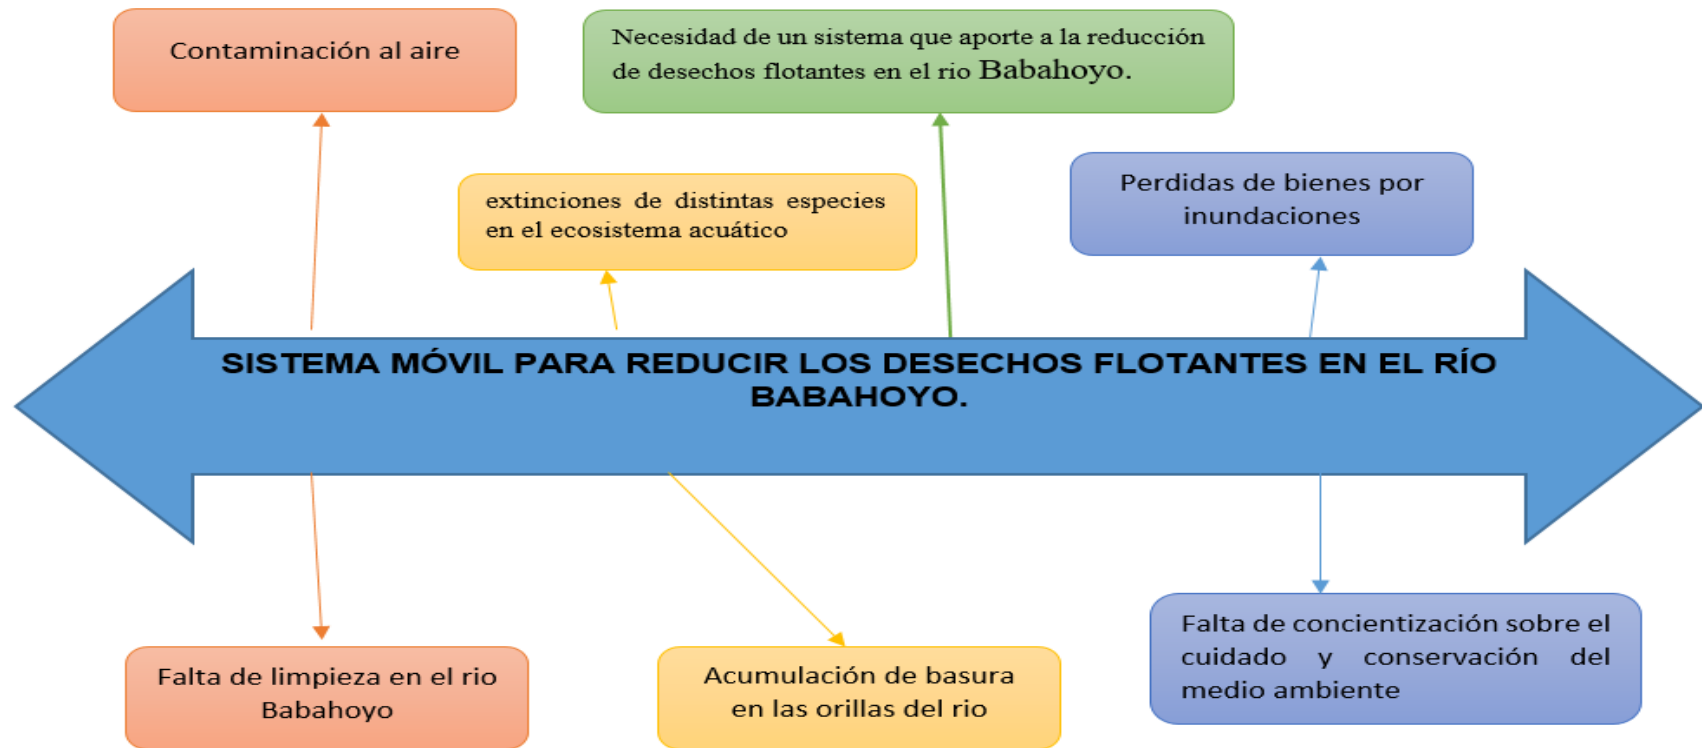 Contaminación al aire
Necesidad de un sistema que aporte a la reducción
de desechos flotantes en el rio Babahoyo.
extinciones de distintas especies
en el ecosistema acuático
Perdidas de bienes por
inundaciones
SISTEMA MÓVIL PARA REDUCIR LOS DESECHOS FLOTANTES EN EL RÍO
BABAHOYO.
Falta de limpieza en el rio
Babahoyo
Acumulación de basura
en las orillas del rio
Falta de concientización sobre el
cuidado y conservación del
medio ambiente